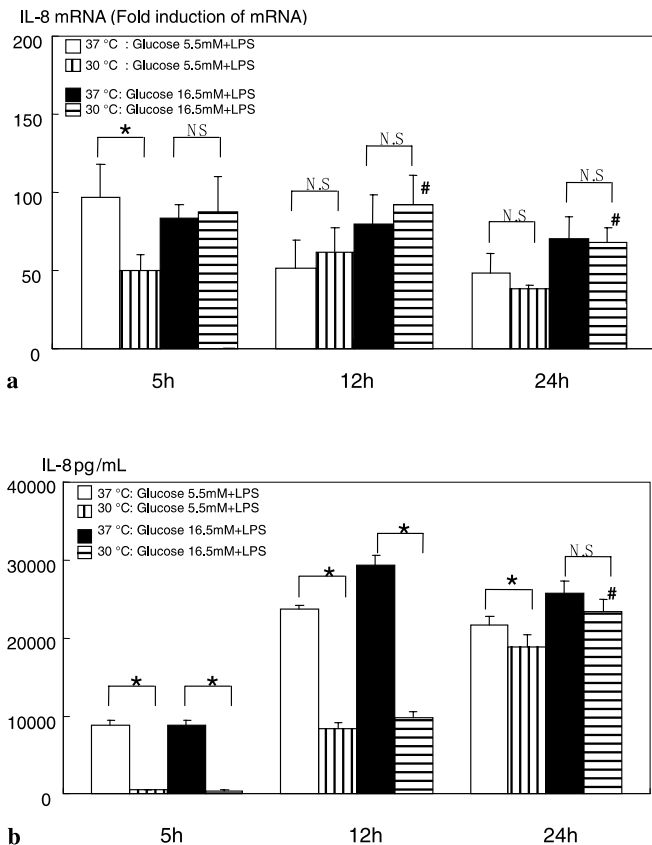 IL-8 mRNA (Fold induction of mRNA)
200
37 °C : Glucose 5.5mM+LPS
30 °C : Glucose 5.5mM+LPS
37 °C: Glucose 16.5mM+LPS
30 °C: Glucose 16.5mM+LPS
150
* NS
N.S N.S #
N.S N.S #
100
50
0
a 5h 12h 24h
IL-8 pg/mL
40000
37 °C: Glucose 5.5mM+LPS
30 °C: Glucose 5.5mM+LPS
37 °C: Glucose 16.5mM+LPS
30 °C: Glucose 16.5mM+LPS
* *
* N.S #
30000
* *
20000
10000
0
b 5h 12h 24h